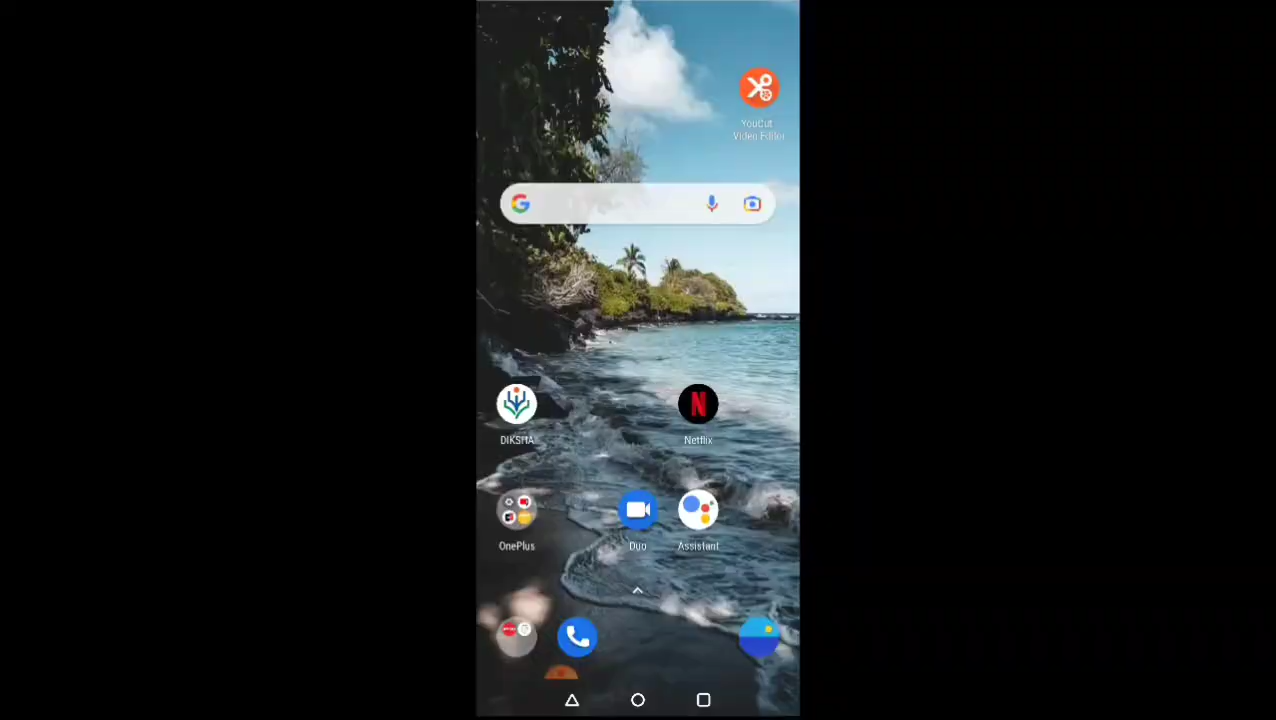 YouCut
Video Editor
DIKSHA
Netflix
OnePlus
Duo
Assistant